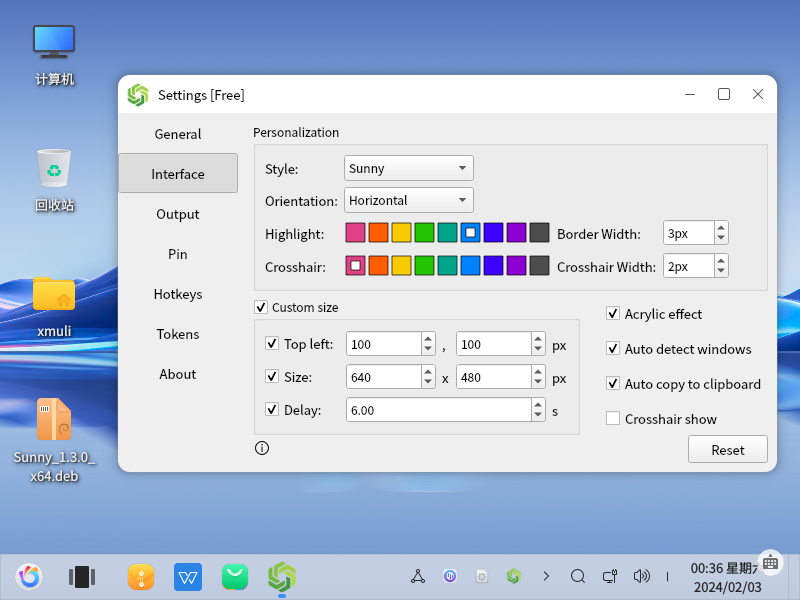 计算机
回收站
xmuli
Sunny_1.3.0_
x64.deb
Settings [Free]
General
Interface
Output
Pin
Hotkeys
Tokens
About
Personalization
Style:
Sunny
Orientation:
Horizontal
Highlight:
Border Width:
3px
Crosshair:
Crosshair Width:
2px
Custom size
Top left:
100
,
100
px
Size:
640
x
480
px
Delay:
6.00
s
Acrylic effect
Auto detect windows
Auto copy to clipboard
Crosshair show
Reset
00:36 星期六
2024/02/03